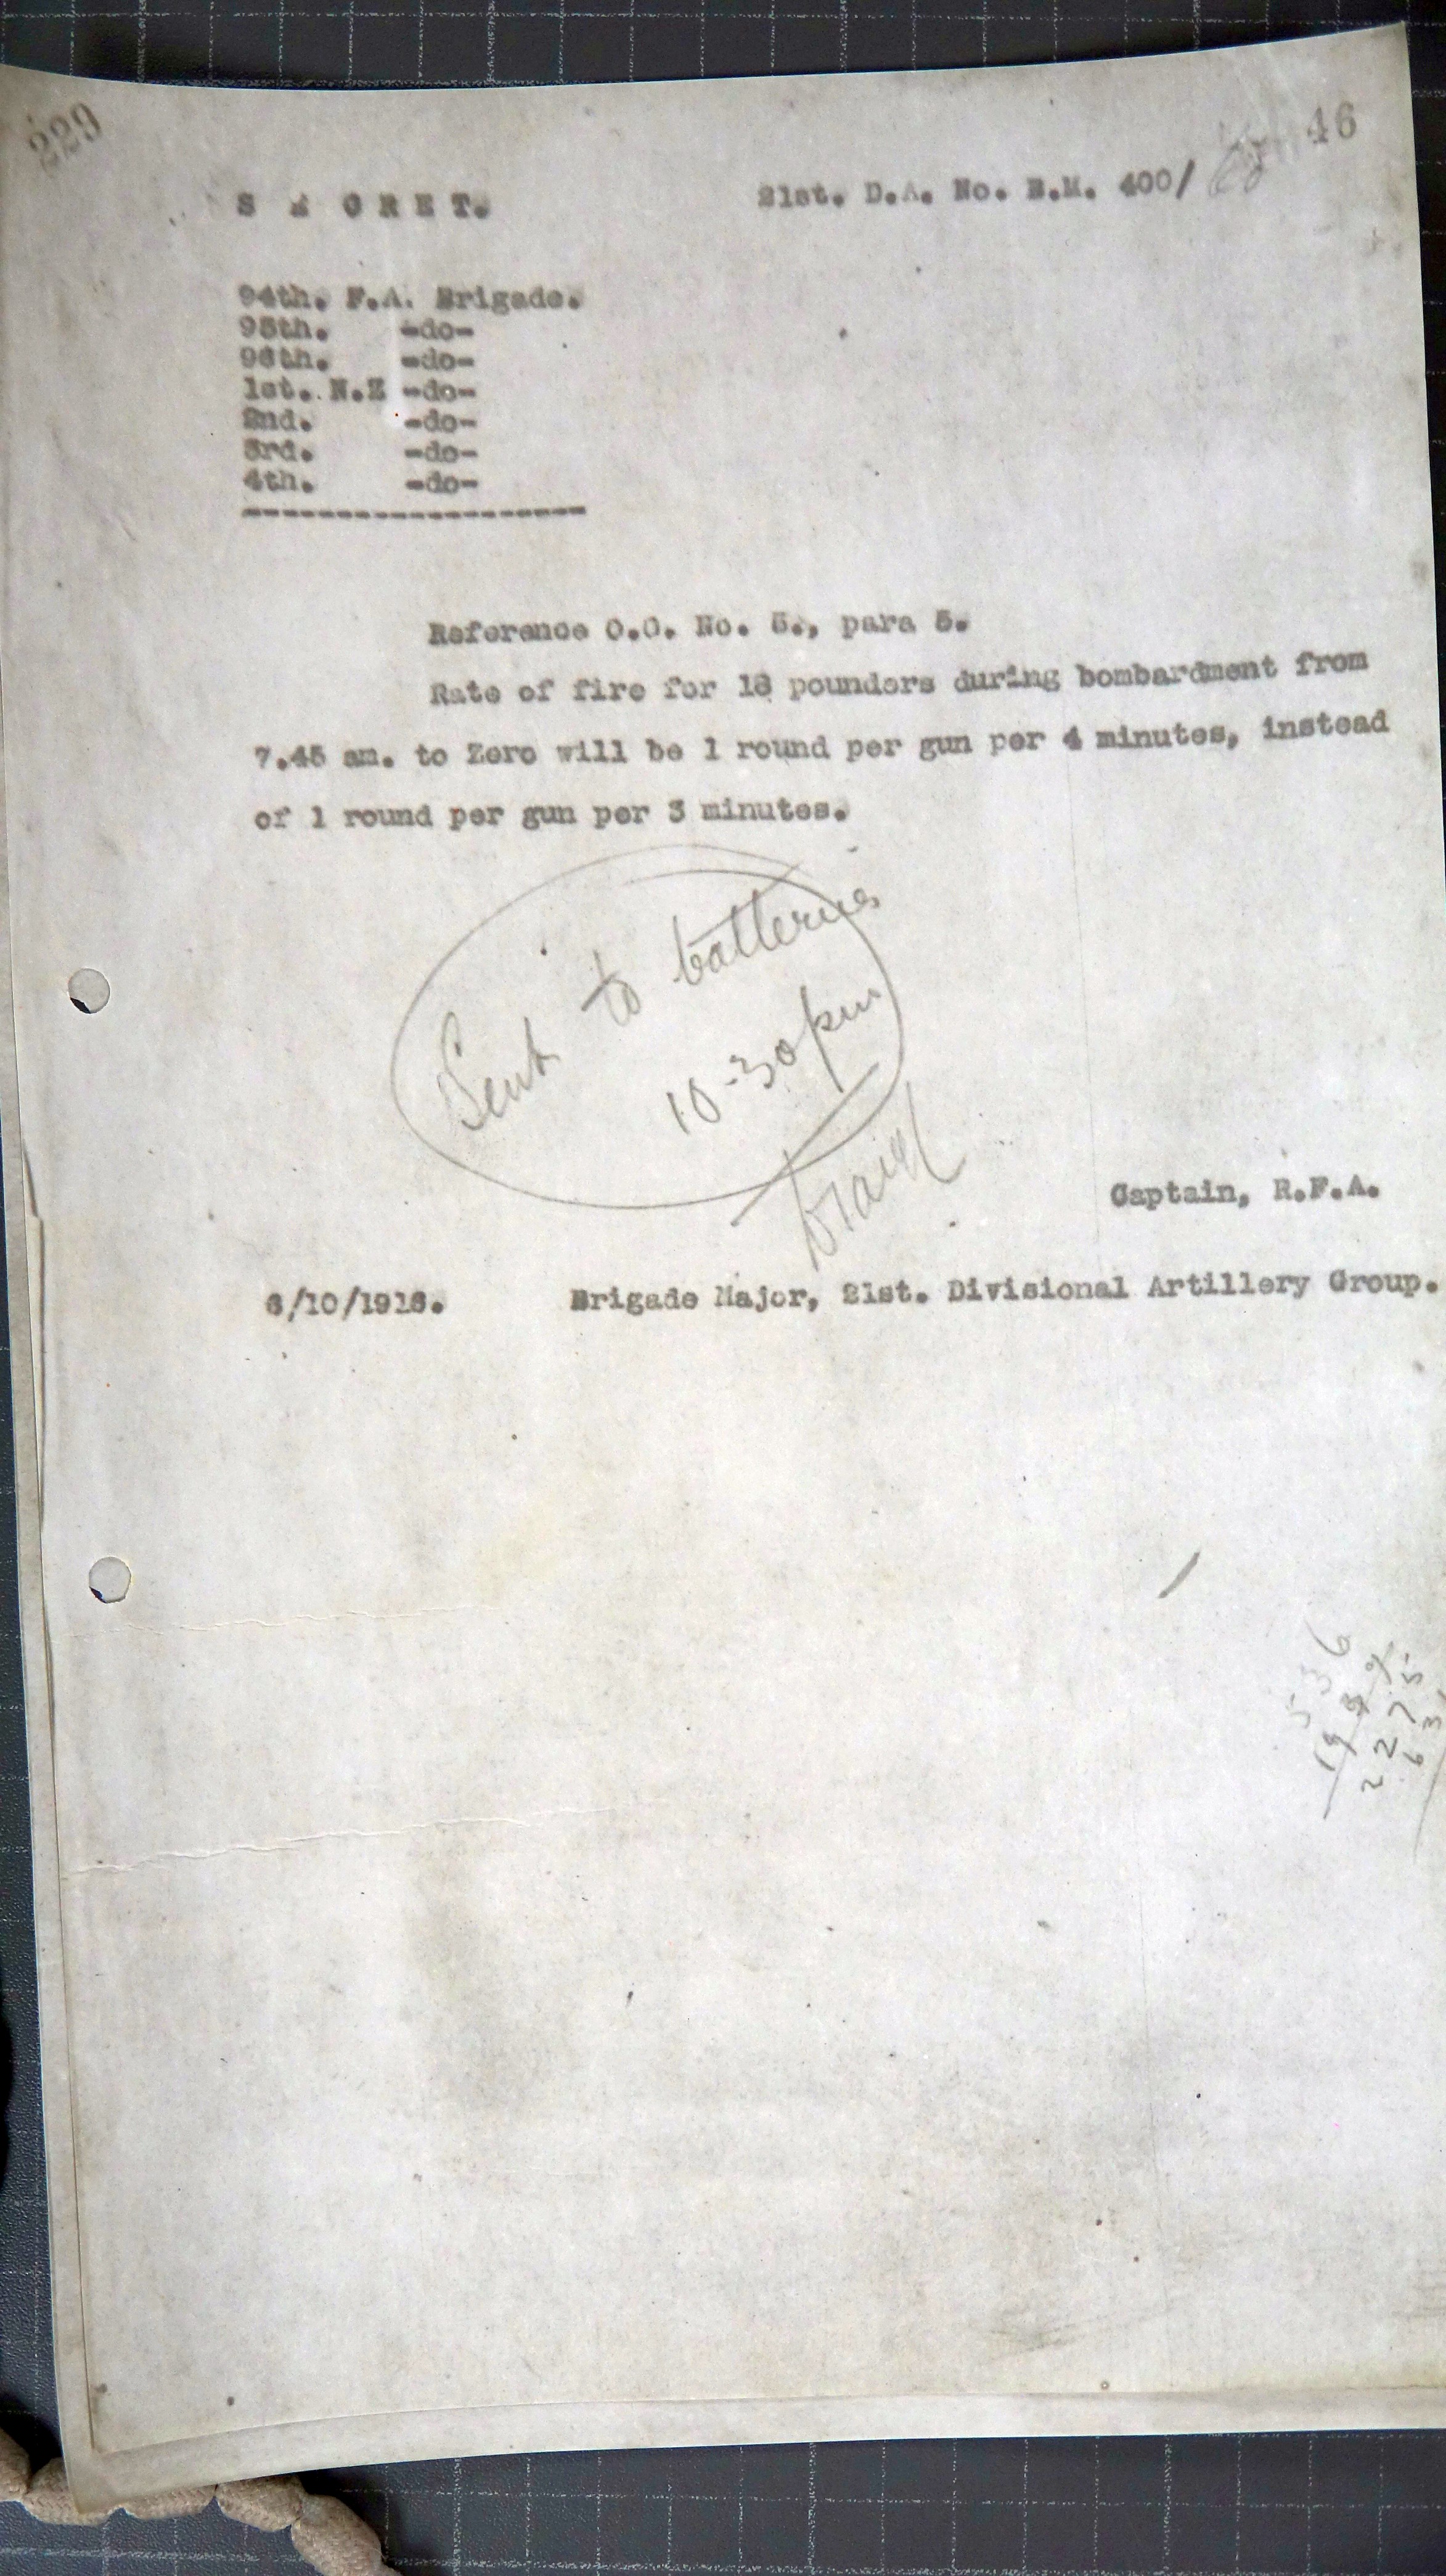 229
46
S E C R E T.
21st. D.A. No. B.M. 400/
94th. F.A. Brigade.
95th. -do-
96th. -do-
1st. N.Z -do-
2nd. -do-
3rd. -do-
4th. -do-
-------------------
Reference O.O. No. 5., para 5.
Rate of fire for 18 pounders during bombardment from
7.45 am. to Zero will be 1 round per gun per 4 minutes, instead
of 1 round per gun per 3 minutes.
Sent to batteries
10-30pm
Captain, R.F.A.
6/10/1916. Brigade Major, 21st. Divisional Artillery Group.